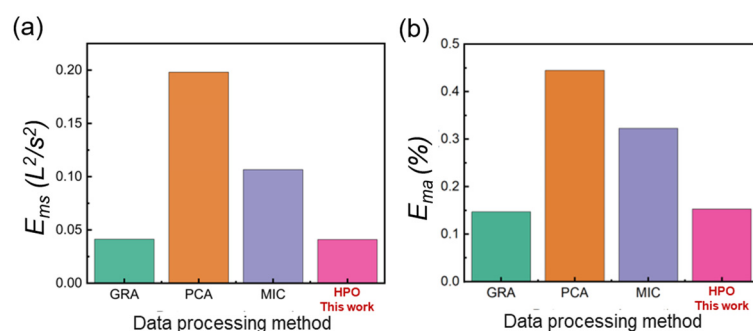 (a)
E_ms (L²/s²)
0.20
0.15
0.10
0.05
0.00
GRA PCA MIC HPO
This work
Data processing method
(b)
E_ma (%)
0.5
0.4
0.3
0.2
0.1
0.0
GRA PCA MIC HPO
This work
Data processing method